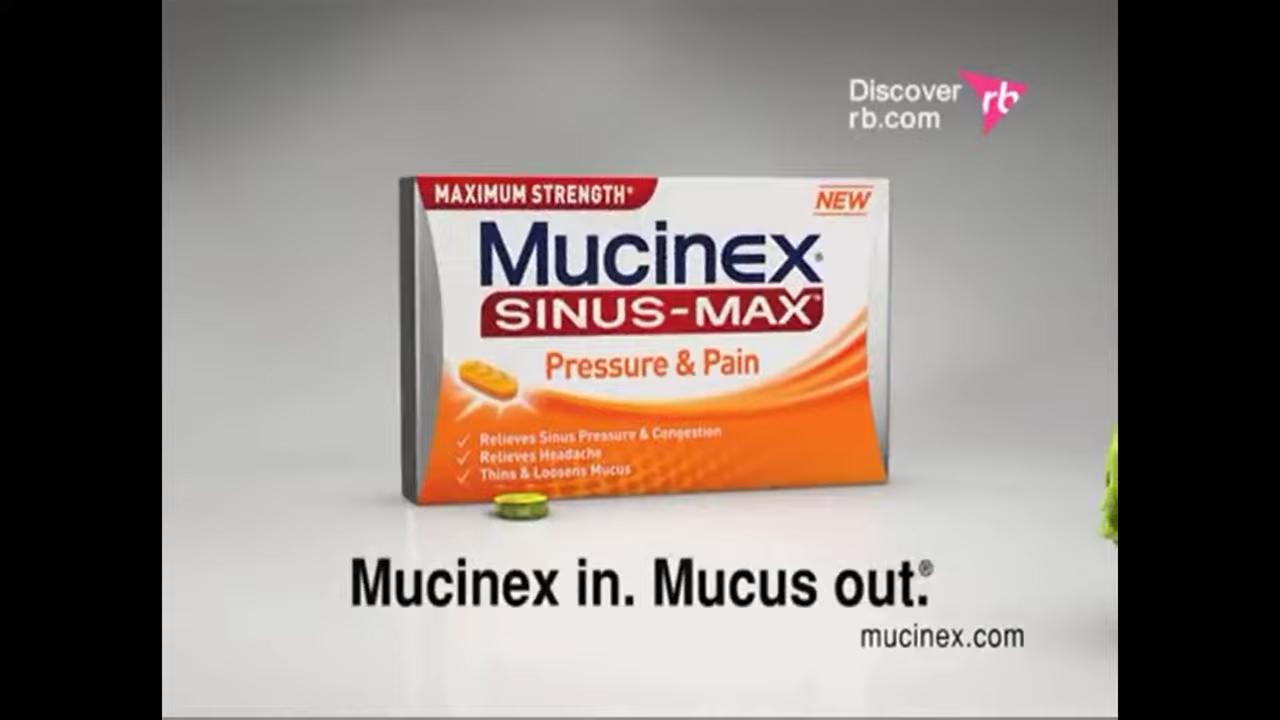 Discover
rb.com
rb
MAXIMUM STRENGTH*
NEW
Mucinex®
SINUS-MAX™
Pressure & Pain
✓ Relieves Sinus Pressure & Congestion
✓ Relieves Headache
✓ Thins & Loosens Mucus
Mucinex in. Mucus out.®
mucinex.com